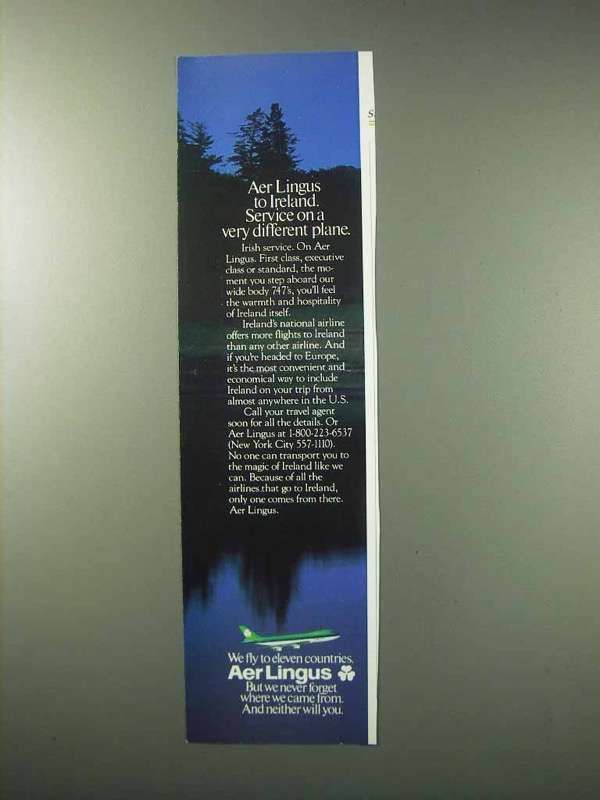 Aer Lingus
to Ireland.
Service on a
very different plane.
Irish service. On Aer
Lingus. First class, executive
class or standard, the mo-
ment you step aboard our
wide body 747's, you'll feel
the warmth and hospitality
of Ireland itself.
Ireland's national airline
offers more flights to Ireland
than any other airline. And
if you're headed to Europe,
it's the most convenient and
economical way to include
Ireland on your trip from
almost anywhere in the U.S.
Call your travel agent
soon for all the details. Or
Aer Lingus at 1-800-223-6537
(New York City 557-1110).
No one can transport you to
the magic of Ireland like we
can. Because of all the
airlines that go to Ireland,
only one comes from there.
Aer Lingus.
We fly to eleven countries.
Aer Lingus
But we never forget
where we came from.
And neither will you.